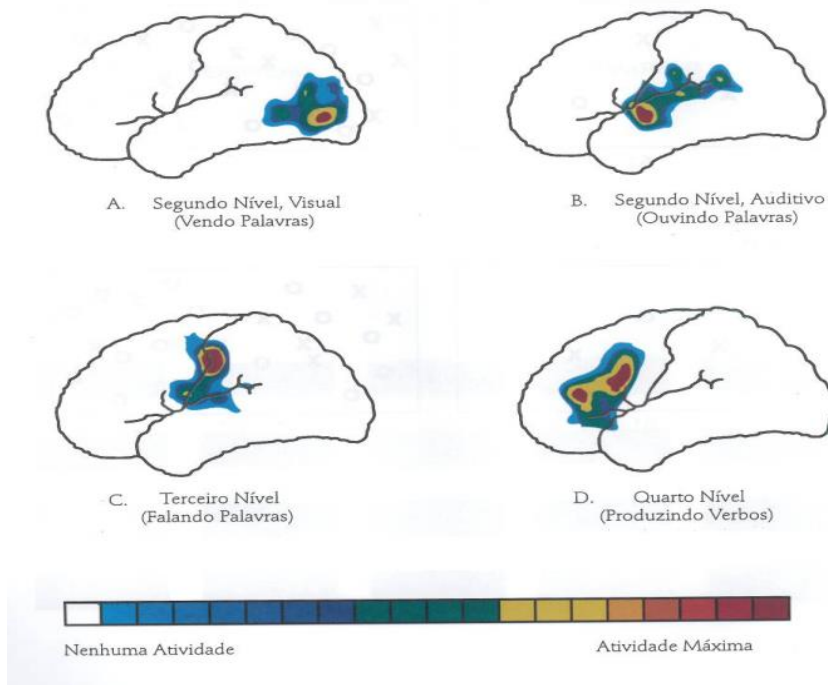 A. Segundo Nível, Visual
(Vendo Palavras)
B. Segundo Nível, Auditivo
(Ouvindo Palavras)
C. Terceiro Nível
(Falando Palavras)
D. Quarto Nível
(Produzindo Verbos)
Nenhuma Atividade
Atividade Máxima